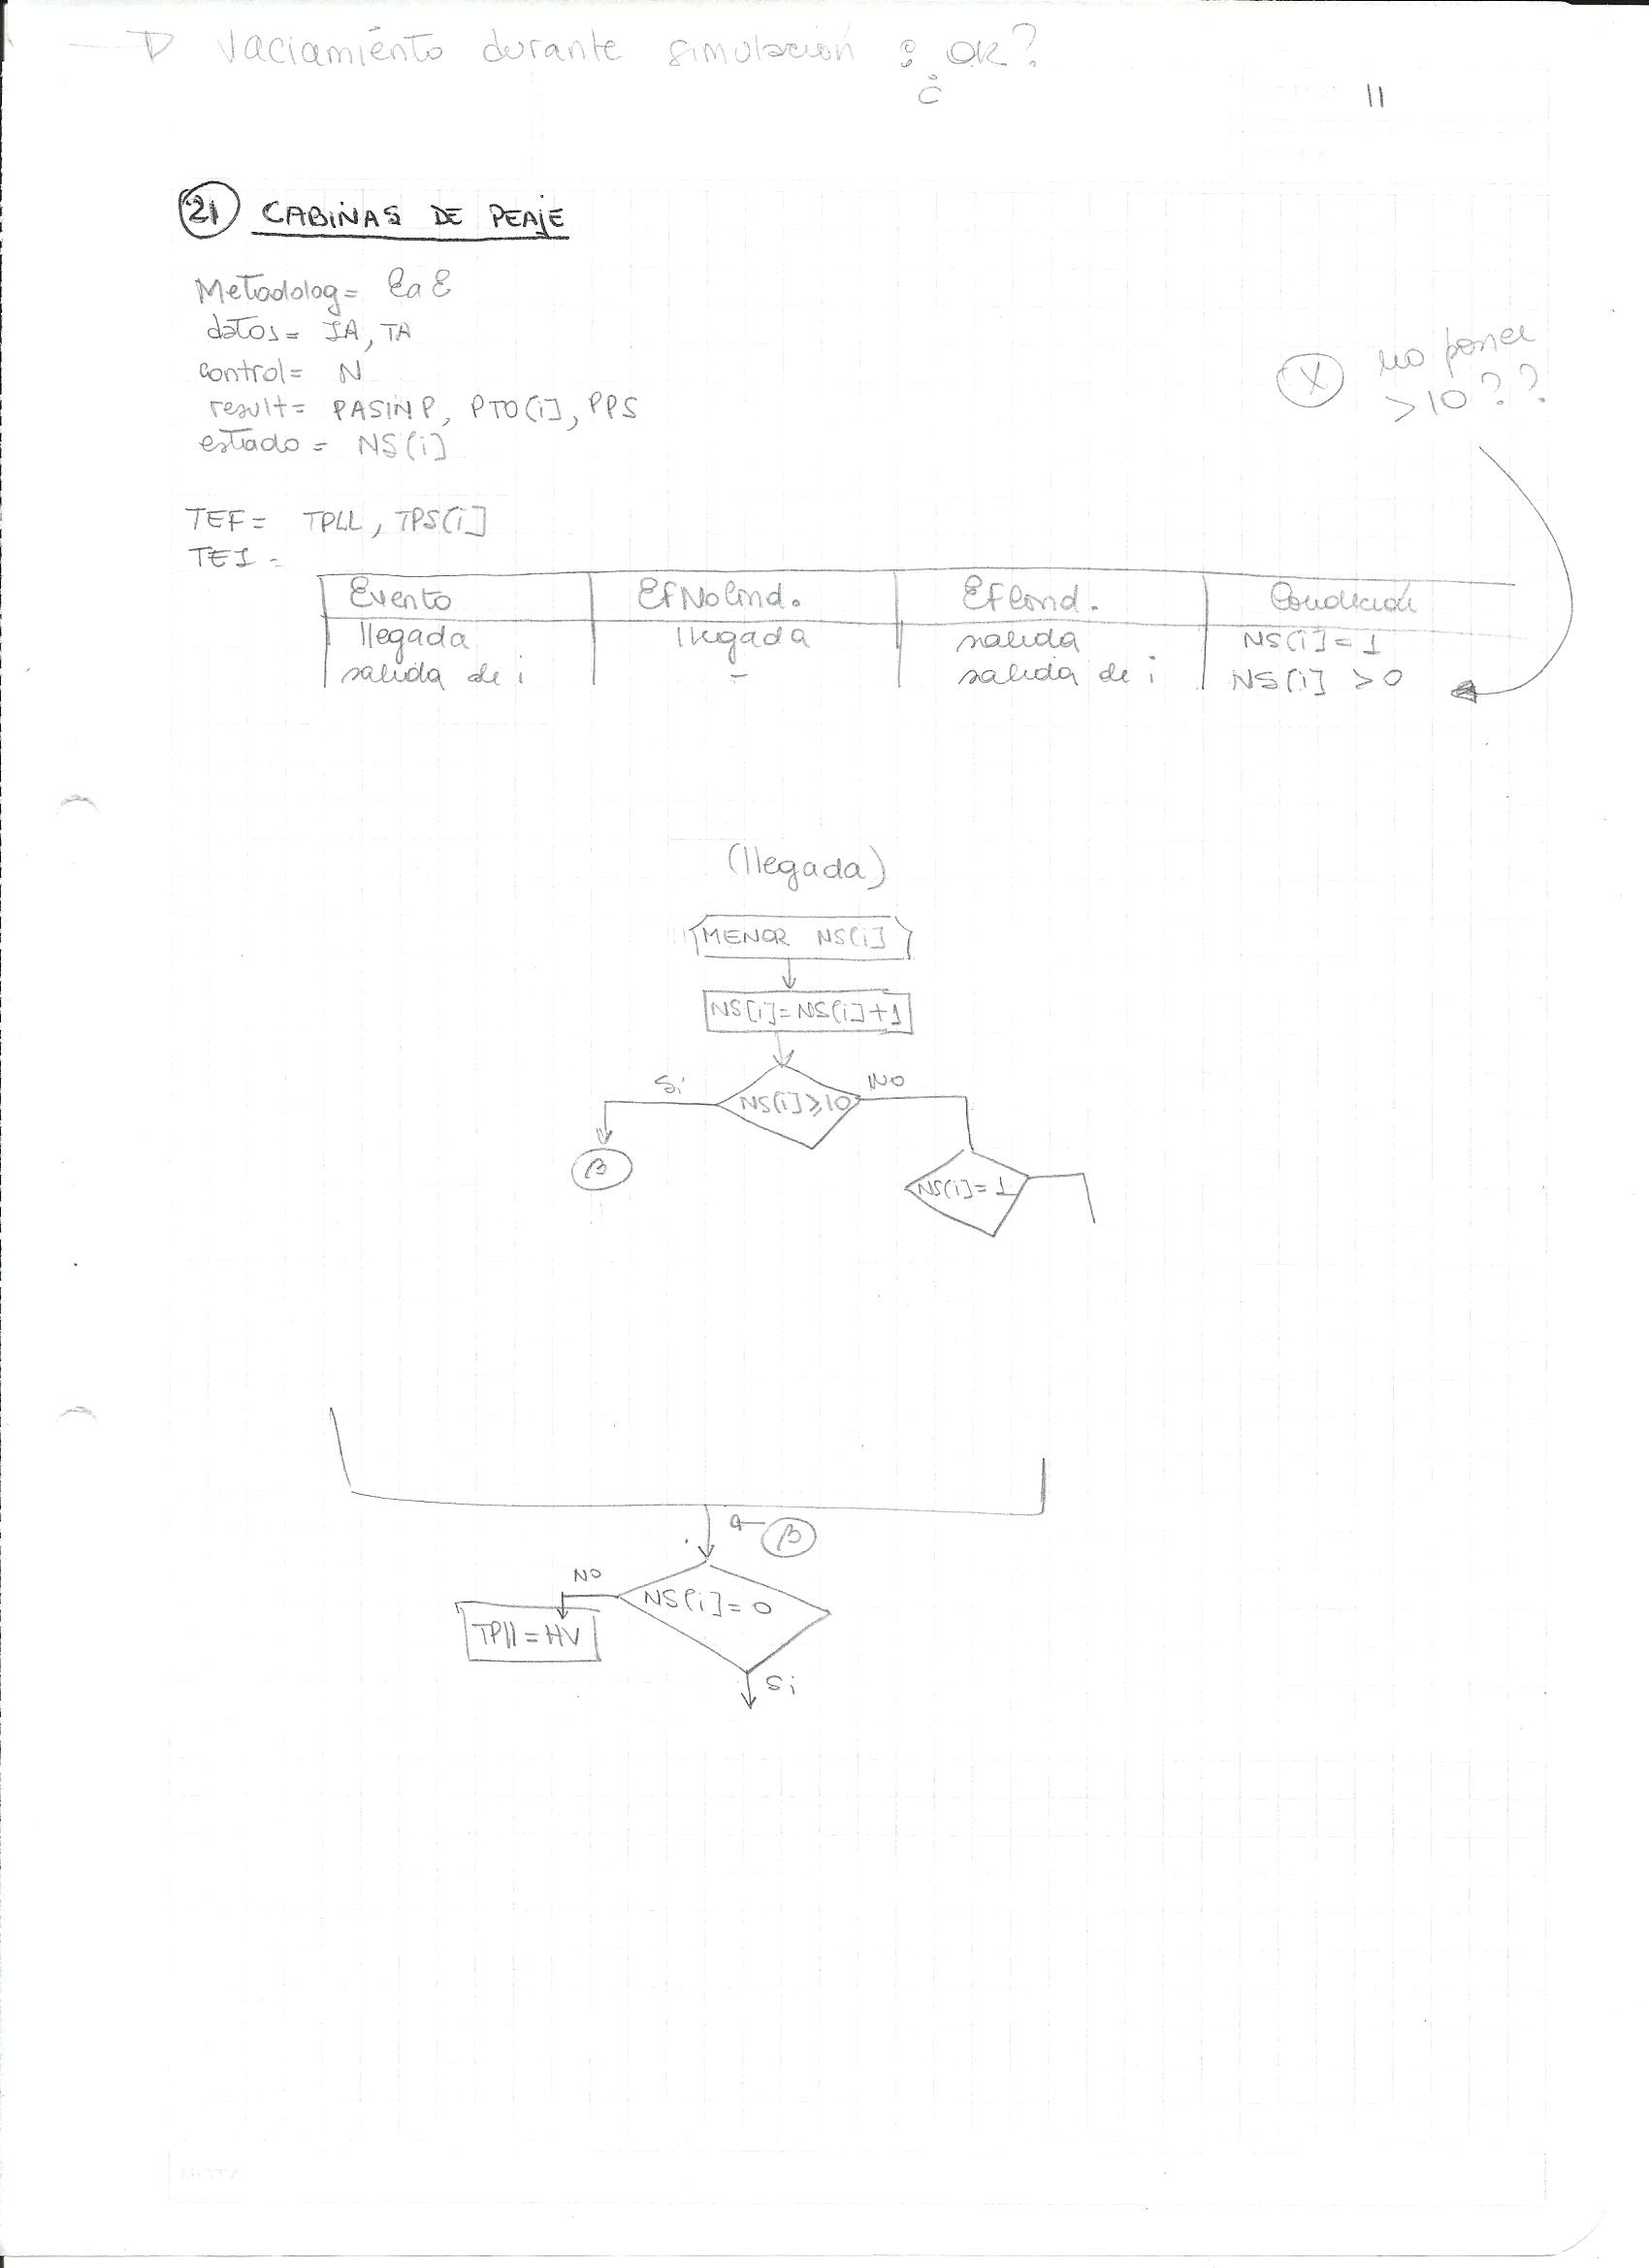 Vaciamiento durante simulación : ¿ OK?
11
21 CABINAS DE PEAJE
Metodolog = EaE
datos = IA, TA
control = N
result = PASINP, PTO[i], PPS
estado = NS[i]
X no poner
>10??
TEF = TPLL, TPS[i]
TEI =
Evento EfNoCond. EfCond. Condición
llegada llegada salida NS[i] = 1
salida de i - salida de i NS[i] > 0
(llegada)
MENOR NS[i]
NS[i] = NS[i] + 1
Si NS[i] ≥ 10 NO
β
NS[i] = 1
β
NO NS[i] = 0
TPll = HV
Si